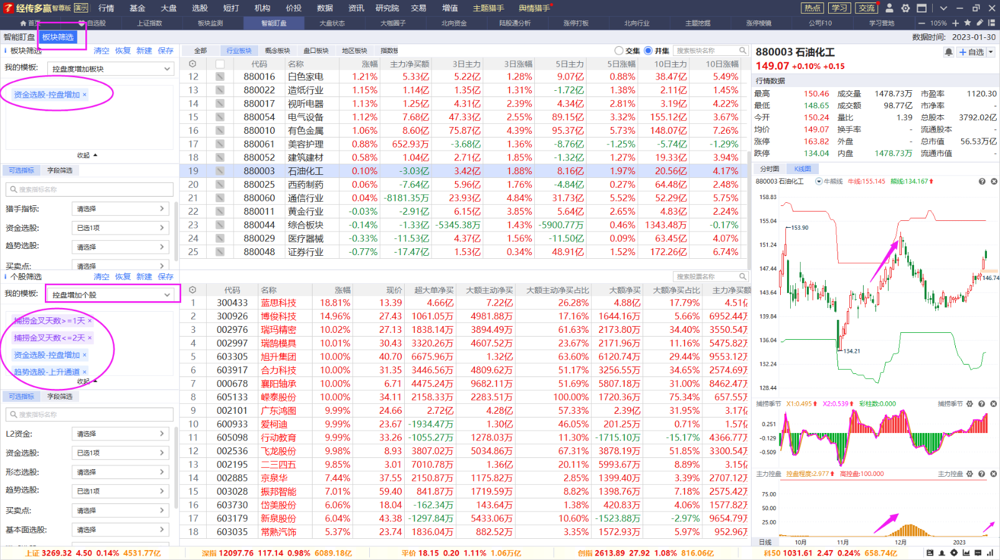 经传多赢 智尊版 演示 行情 基金 大盘 选股 短打 机构 价投 数据 资讯 研究院 交易 增值 主题猎手 舆情猎手 热点 学习 交流
首页 自选股 上证指数 板块监测 智能盯盘 大盘状态 大咖圈子 北向资金 陆股通分析 涨停打板 北向行业 主题挖掘 涨停棱镜 公司F10 学习营地 105%
智能盯盘 板块筛选 数据时间: 2023-01-30
板块筛选 清空 恢复 新建 保存
我的模板: 控盘度增加板块
资金选股-控盘增加 ×
收起
可选指标 字段筛选
搜索指标名称
猎手指标: 请选择
资金选股: 已选1项
趋势选股: 请选择
买卖点: 请选择
全部 行业板块 概念板块 盘口板块 地区板块 指数板 交集 并集 搜索板块名称
代码 名称 涨幅 主力净买额 3日主力 3日涨幅 5日主力 5日涨幅 10日主力 10日涨幅
12 880016 白色家电 1.21% 5.33亿 5.22亿 1.28% 9.07亿 0.88% 38.47亿 5.49%
13 880022 造纸行业 1.15% 1.14亿 1.05亿 1.31% -1.72亿 1.38% 2.11亿 1.45%
14 880017 视听电器 1.13% 1.25亿 4.31亿 2.39% 4.34亿 2.81% 3.19亿 4.22%
15 880054 电气设备 1.12% 7.68亿 47.33亿 2.55% 89.15亿 3.32% 155.12亿 3.67%
16 880010 有色金属 1.06% 8.60亿 75.87亿 4.39% 95.37亿 5.73% 148.07亿 7.26%
17 880061 美容护理 0.88% 652.93万 -3.68亿 1.36% -8.76亿 -1.25% -5.74亿 -1.29%
18 880052 建筑建材 0.58% 1.04亿 2.71亿 1.85% -1.32亿 1.27% 19.33亿 3.94%
19 880003 石油化工 0.10% -3.03亿 3.42亿 1.88% 8.16亿 1.97% 20.56亿 4.17%
20 880025 西药制药 0.06% -7.64亿 5.96亿 1.76% -4.84亿 0.27% 64.48亿 2.48%
21 880060 通信行业 0.04% -8181.35万 23.93亿 4.84% 31.73亿 5.52% 52.29亿 5.75%
22 880011 黄金行业 -0.03% -2.91亿 6.15亿 3.85% 5.64亿 2.65% 4.83亿 2.24%
23 880044 综合板块 -0.14% -1.33亿 -5345.38万 1.43% -5900.77万 0.46% 1343.48万 -0.17%
24 880029 医疗器械 -0.33% -11.53亿 4.37亿 1.56% -11.50亿 0.09% 63.45亿 4.07%
25 880048 证券行业 -0.77% -17.47亿 1.53亿 0.34% 48.91亿 1.52% 172.26亿 6.74%
个股筛选 清空 恢复 新建 保存
我的模板: 控盘增加个股
捕捞金叉天数>=1天 ×
捕捞金叉天数<=2天 ×
资金选股-控盘增加 ×
趋势选股-上升通道 ×
收起
可选指标 字段筛选
搜索指标名称
L2资金: 请选择
资金选股: 已选1项
形态选股: 请选择
趋势选股: 已选1项
买卖点: 请选择
基本面选股: 请选择
搜索股票名称
代码 名称 涨幅 现价 超大单净买 大额主动净买 大额主动净买占比 大额净买 大额净买占比 主力净买额
1 300433 蓝思科技 18.81% 13.39 4.66亿 7.22亿 26.28% 4.88亿 17.79% 4.51亿
2 300926 博俊科技 14.96% 27.43 1061.05万 4981.88万 17.16% 1644.16万 5.66% 6952.44万
3 002976 瑞玛精密 10.02% 27.13 1838.14万 3894.49万 61.63% 2173.80万 34.40% 3550.54万
4 002997 瑞鹄模具 10.01% 30.43 3320.26万 4607.52万 23.67% 2171.96万 11.16% 5475.82万
5 603305 旭升集团 10.00% 40.70 6675.96万 1.32亿 63.60% 6120.74万 29.44% 9553.12万
6 603917 合力科技 10.00% 31.35 3446.56万 4809.62万 51.17% 3256.55万 34.65% 2574.69万
7 000678 襄阳轴承 10.00% 6.71 4475.24万 9682.11万 51.69% 5807.18万 31.00% 8462.47万
8 605133 嵘泰股份 10.00% 34.11 2158.33万 2283.51万 100.00% 1720.36万 75.34% 657.55万
9 002101 广东鸿图 9.99% 24.66 2.72亿 4.28亿 57.33% 2.39亿 31.95% 3.17亿
10 600933 爱柯迪 9.99% 23.67 -1934.47万 1.30亿 46.05% 201.25万 0.71% 1.57亿
11 605098 行动教育 9.99% 33.26 -1055.27万 1278.03万 11.30% -1715.10万 -15.17% 4366.77万
12 002536 飞龙股份 9.98% 8.93 3807.02万 5034.86万 67.31% 3878.19万 51.85% 3300.54万
13 002195 二三四五 9.85% 3.01 7010.78万 1.36亿 20.11% 5993.67万 8.89% 3.15亿
14 002885 京泉华 7.44% 37.55 2150.87万 1175.82万 2.85% 1399.40万 3.39% 2707.12万
15 003028 振邦智能 7.01% 59.40 841.87万 1719.59万 8.82% 1398.76万 7.18% 2575.42万
16 603730 岱美股份 6.06% 18.04 -162.34万 143.64万 1.38% 420.83万 4.06% 1577.82万
17 603179 新泉股份 6.04% 43.38 -1297.84万 5433.06万 10.60% -1523.88万 -2.97% 9654.79万
18 603035 常熟汽饰 5.37% 23.74 1836.04万 882.52万 3.35% 1572.93万 5.97% 952.96万
880003 石油化工 自选
149.07 +0.10% +0.15
行情数据
最高 150.46 成交量 1478.73万 市盈率 1120.30
最低 148.65 成交额 98.77亿 市净率 -
今开 150.24 量比 1.39 总股本 3792.02亿
均价 149.07 换手率 - 流通股本 -
涨停 163.82 外盘 - 总市值 56.53万亿
跌停 134.04 内盘 1478.73万 流通市值 -
分时图 K线图
880003 石油化工 牛熊线 牛线:155.145 熊线:134.167
158.83
155.04
153.90
151.24
147.44
146.74
143.64
139.84
136.04
134.21
132.24
128.44
捕捞季节 X1:0.495 X2:0.539 彩柱数:0.000 捕捞季节
0.251
-0.129
-0.509
主力控盘 控盘程度:2.977 高控盘:100.000 主力控盘
75.00
50.00
25.00
日线 10月 11月 12月 2023
上证 3269.32 4.50 0.14% 4531.77亿 深指 12097.76 117.14 0.98% 6089.18亿 平价 18.15 0.20 1.11% 1.06万亿 创指 2613.89 27.92 1.08% 816.06亿 科50 1031.61 2.47 0.24% 658.74亿